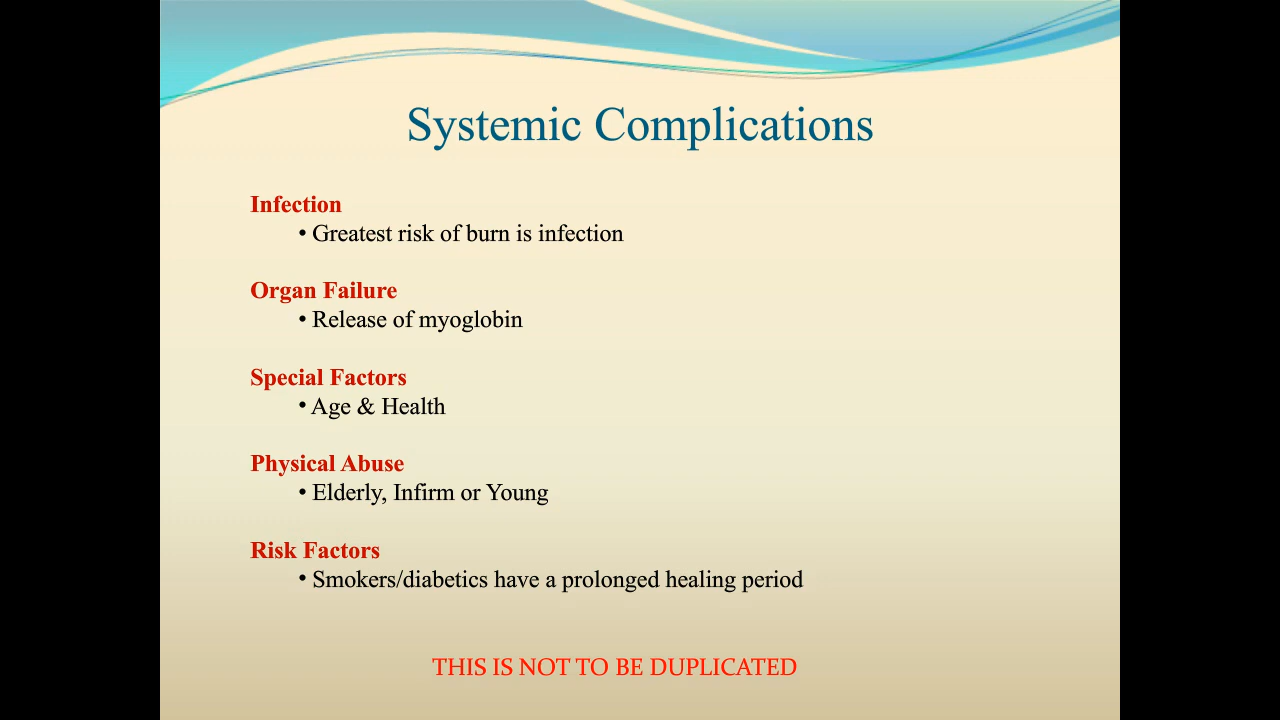 Systemic Complications
Infection
• Greatest risk of burn is infection
Organ Failure
• Release of myoglobin
Special Factors
• Age & Health
Physical Abuse
• Elderly, Infirm or Young
Risk Factors
• Smokers/diabetics have a prolonged healing period
THIS IS NOT TO BE DUPLICATED